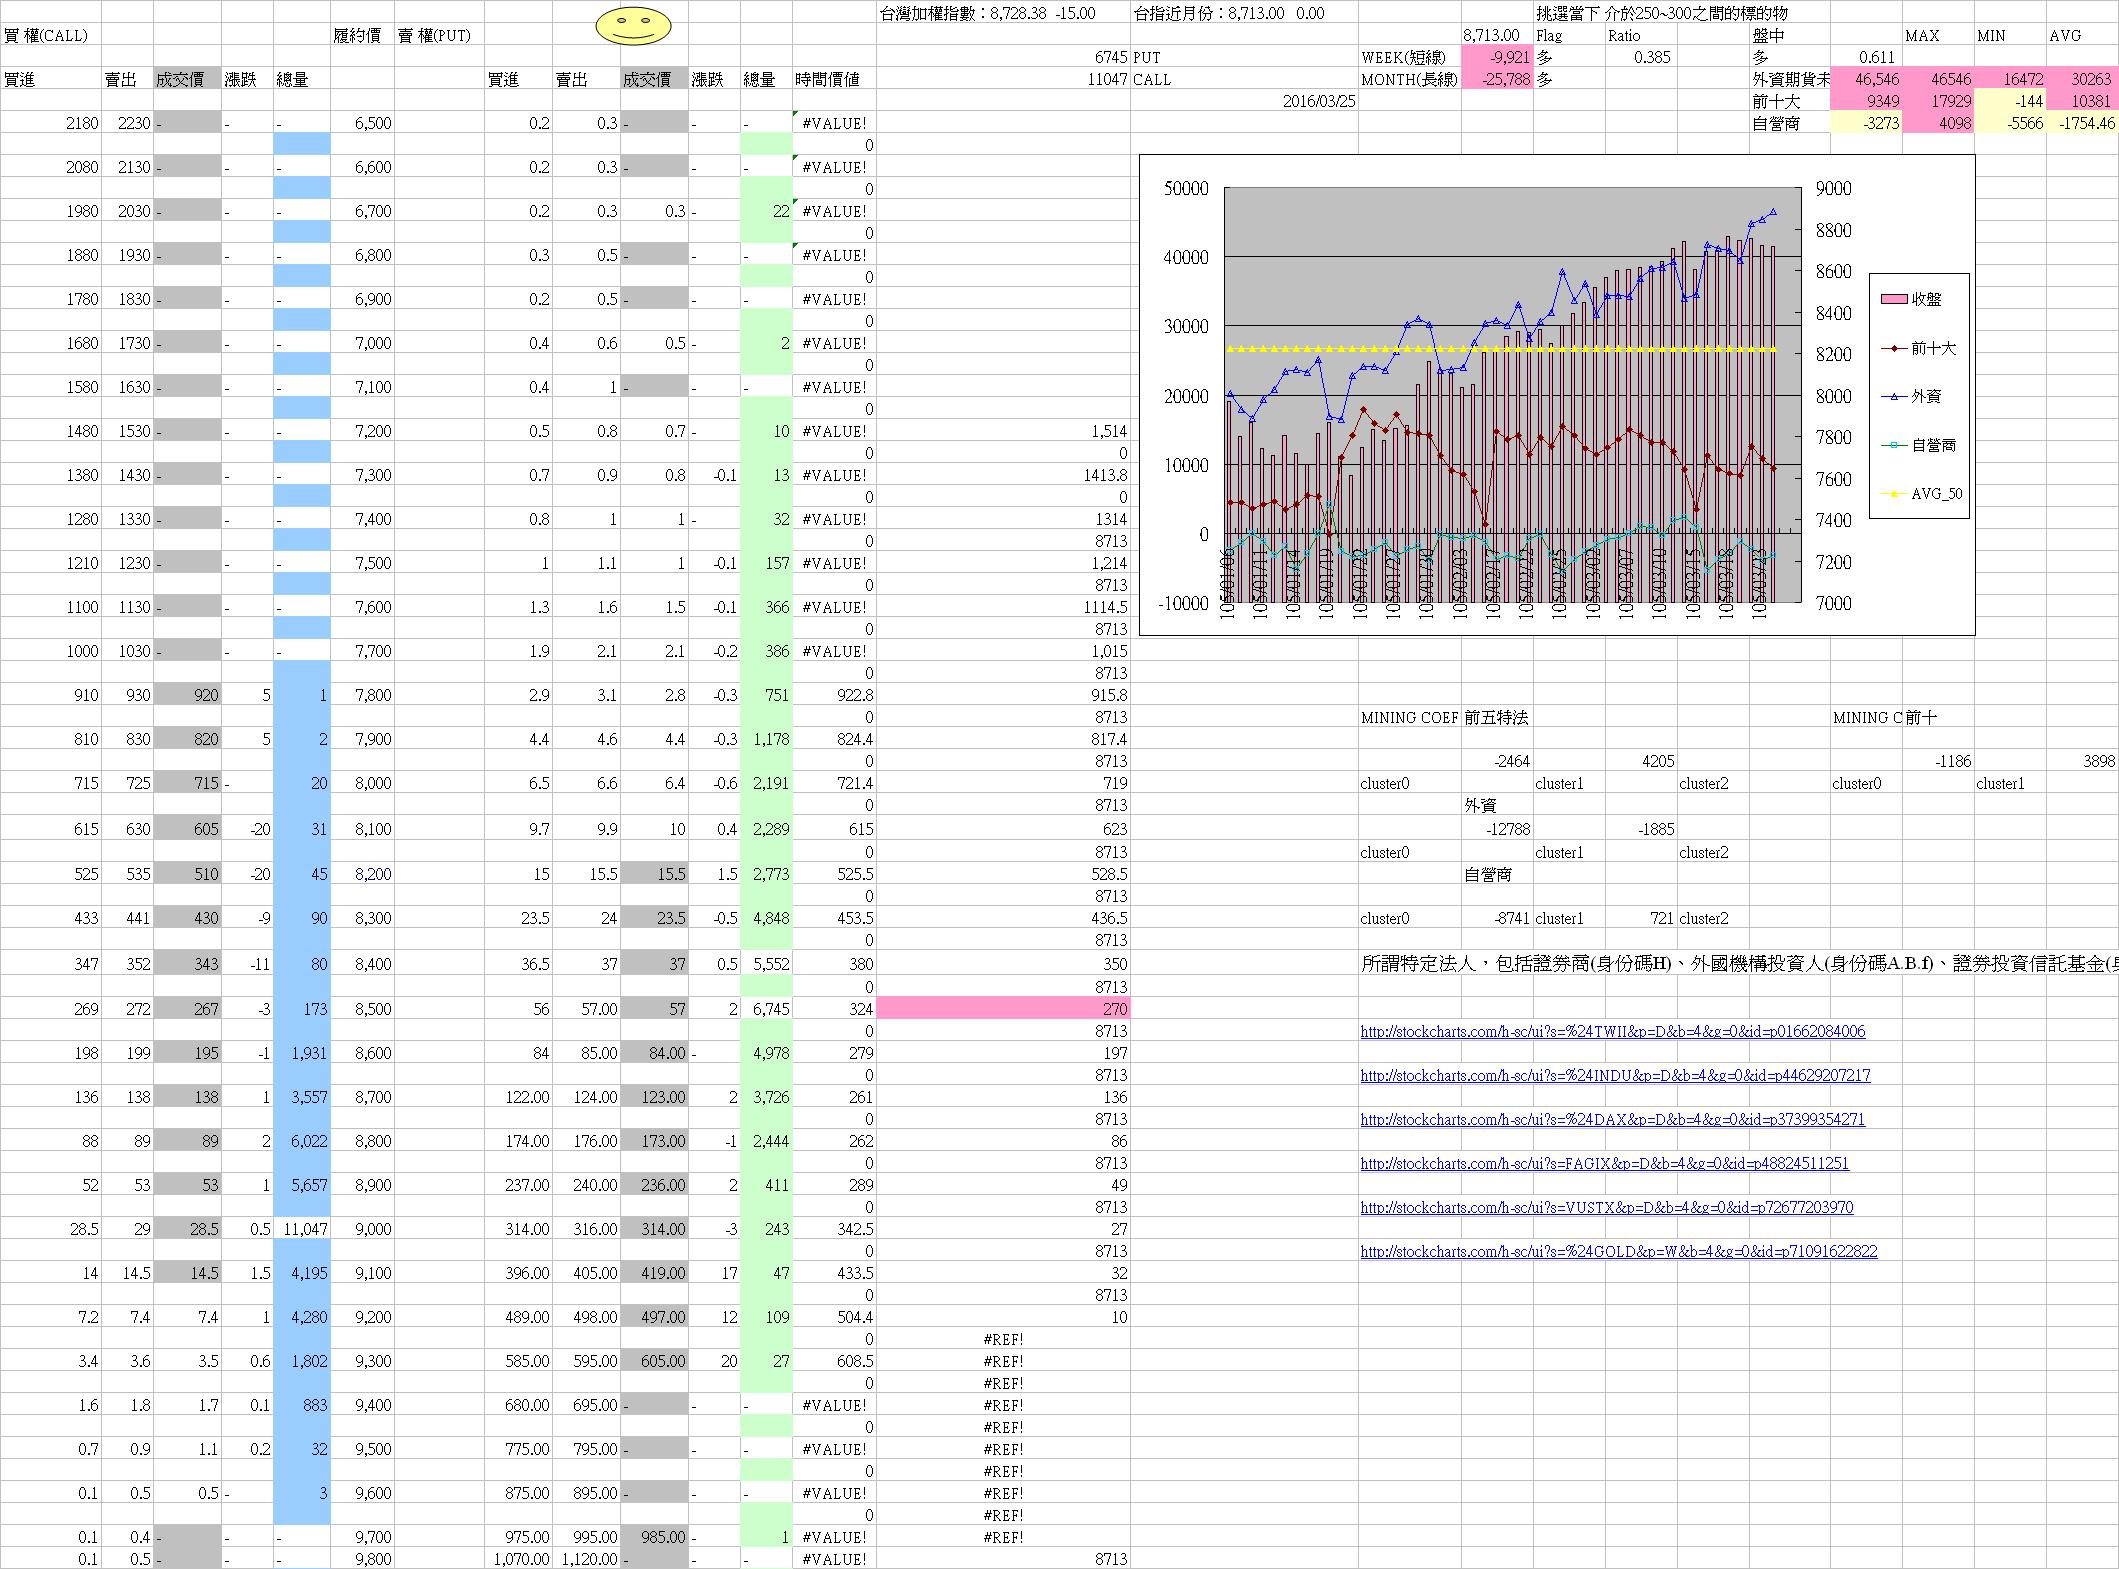 台灣加權指數：8,728.38 -15.00 台指近月份：8,713.00 0.00 挑選當下 介於250~300之間的標的物
買 權(CALL) 履約價 賣 權(PUT) 8,713.00 Flag Ratio 盤中 MAX MIN AVG
6745 PUT WEEK(短線) -9,921 多 0.385 多 0.611
買進 賣出 成交價 漲跌 總量 買進 賣出 成交價 漲跌 總量 時間價值 11047 CALL MONTH(長線) -25,788 多 外資期貨未 46,546 46546 16472 30263
2016/03/25 前十大 9349 17929 -144 10381
2180 2230 - - - 6,500 0.2 0.3 - - - #VALUE! 自營商 -3273 4098 -5566 -1754.46
0
2080 2130 - - - 6,600 0.2 0.3 - - - #VALUE!
0
1980 2030 - - - 6,700 0.2 0.3 0.3 - 22 #VALUE!
0
1880 1930 - - - 6,800 0.3 0.5 - - - #VALUE!
0
1780 1830 - - - 6,900 0.2 0.5 - - - #VALUE!
0
1680 1730 - - - 7,000 0.4 0.6 0.5 - 2 #VALUE!
0
1580 1630 - - - 7,100 0.4 1 - - - #VALUE!
0
1480 1530 - - - 7,200 0.5 0.8 0.7 - 10 #VALUE! 1,514
0 0
1380 1430 - - - 7,300 0.7 0.9 0.8 -0.1 13 #VALUE! 1413.8
0 0
1280 1330 - - - 7,400 0.8 1 1 - 32 #VALUE! 1314
0 8713
1210 1230 - - - 7,500 1 1.1 1 -0.1 157 #VALUE! 1,214
0 8713
1100 1130 - - - 7,600 1.3 1.6 1.5 -0.1 366 #VALUE! 1114.5
0 8713
1000 1030 - - - 7,700 1.9 2.1 2.1 -0.2 386 #VALUE! 1,015
0 8713
50000 9000
8800
40000
8600
30000 8400
8200
20000 8000
7800
10000
7600
7400
0
7200
-10000 7000
105/01/06 105/01/11 105/01/14 105/01/19 105/01/22 105/01/27 105/01/30 105/02/03 105/02/17 105/02/22 105/02/25 105/03/02 105/03/07 105/03/10 105/03/15 105/03/18 105/03/23
收盤
前十大
外資
自營商
AVG_50
910 930 920 5 1 7,800 2.9 3.1 2.8 -0.3 751 922.8 915.8
0 8713 MINING COEF 前五特法 MINING C 前十
810 830 820 5 2 7,900 4.4 4.6 4.4 -0.3 1,178 824.4 817.4
0 8713 -2464 4205 -1186 3898
715 725 715 - 20 8,000 6.5 6.6 6.4 -0.6 2,191 721.4 719 cluster0 cluster1 cluster2 cluster0 cluster1
0 8713 外資
615 630 605 -20 31 8,100 9.7 9.9 10 0.4 2,289 615 623 -12788 -1885
0 8713 cluster0 cluster1 cluster2
525 535 510 -20 45 8,200 15 15.5 15.5 1.5 2,773 525.5 528.5 自營商
0 8713
433 441 430 -9 90 8,300 23.5 24 23.5 -0.5 4,848 453.5 436.5 cluster0 -8741 cluster1 721 cluster2
0 8713
347 352 343 -11 80 8,400 36.5 37 37 0.5 5,552 380 350 所謂特定法人，包括證券商(身份碼H)、外國機構投資人(身份碼A.B.f)、證券投資信託基金(身
0 8713
269 272 267 -3 173 8,500 56 57.00 57 2 6,745 324 270
0 8713 http://stockcharts.com/h-sc/ui?s=%24TWII&p=D&b=4&g=0&id=p01662084006
198 199 195 -1 1,931 8,600 84 85.00 84.00 - 4,978 279 197
0 8713 http://stockcharts.com/h-sc/ui?s=%24INDU&p=D&b=4&g=0&id=p44629207217
136 138 138 1 3,557 8,700 122.00 124.00 123.00 2 3,726 261 136
0 8713 http://stockcharts.com/h-sc/ui?s=%24DAX&p=D&b=4&g=0&id=p37399354271
88 89 89 2 6,022 8,800 174.00 176.00 173.00 -1 2,444 262 86
0 8713 http://stockcharts.com/h-sc/ui?s=FAGIX&p=D&b=4&g=0&id=p48824511251
52 53 53 1 5,657 8,900 237.00 240.00 236.00 2 411 289 49
0 8713 http://stockcharts.com/h-sc/ui?s=VUSTX&p=D&b=4&g=0&id=p72677203970
28.5 29 28.5 0.5 11,047 9,000 314.00 316.00 314.00 -3 243 342.5 27
0 8713 http://stockcharts.com/h-sc/ui?s=%24GOLD&p=W&b=4&g=0&id=p71091622822
14 14.5 14.5 1.5 4,195 9,100 396.00 405.00 419.00 17 47 433.5 32
0 8713
7.2 7.4 7.4 1 4,280 9,200 489.00 498.00 497.00 12 109 504.4 10
0 #REF!
3.4 3.6 3.5 0.6 1,802 9,300 585.00 595.00 605.00 20 27 608.5 #REF!
0 #REF!
1.6 1.8 1.7 0.1 883 9,400 680.00 695.00 - - - #VALUE! #REF!
0 #REF!
0.7 0.9 1.1 0.2 32 9,500 775.00 795.00 - - - #VALUE! #REF!
0 #REF!
0.1 0.5 0.5 - 3 9,600 875.00 895.00 - - - #VALUE! #REF!
0 #REF!
0.1 0.4 - - - 9,700 975.00 995.00 985.00 - 1 #VALUE! #REF!
0.1 0.5 - - - 9,800 1,070.00 1,120.00 - - - #VALUE! 8713